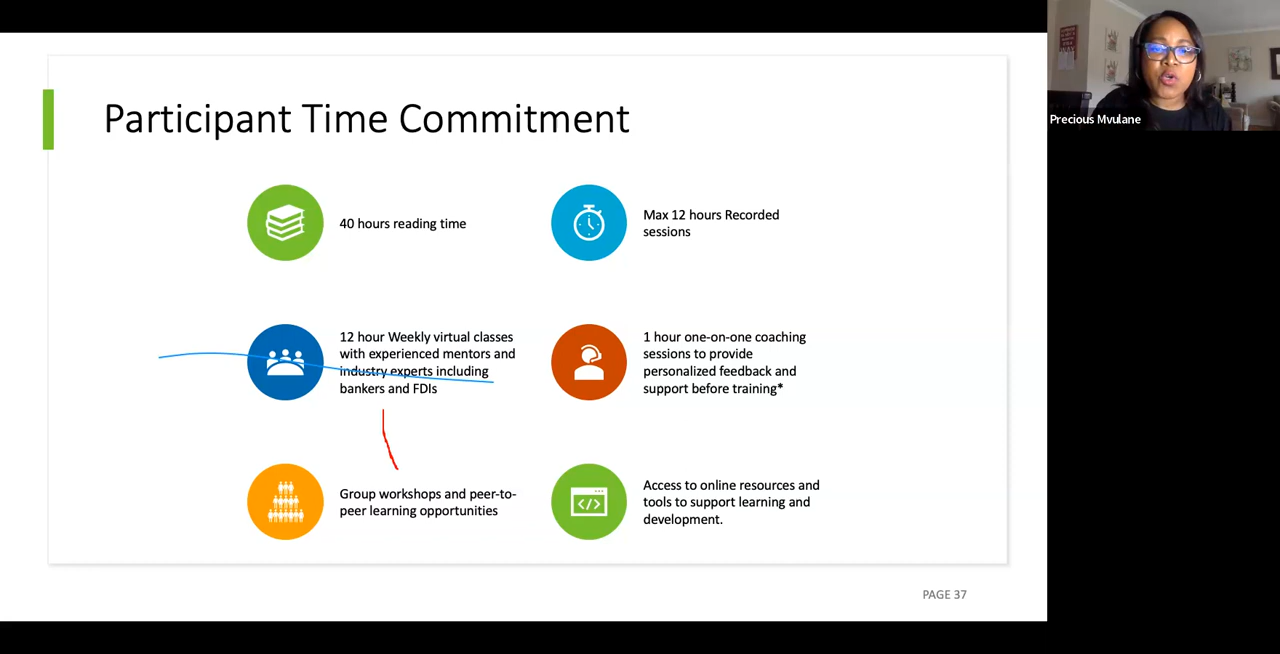 Participant Time Commitment
40 hours reading time
Max 12 hours Recorded
sessions
12 hour Weekly virtual classes
with experienced mentors and
industry experts including
bankers and FDIs
1 hour one-on-one coaching
sessions to provide
personalized feedback and
support before training*
Group workshops and peer-to-
peer learning opportunities
</>
Access to online resources and
tools to support learning and
development.
PAGE 37
Precious Mvulane